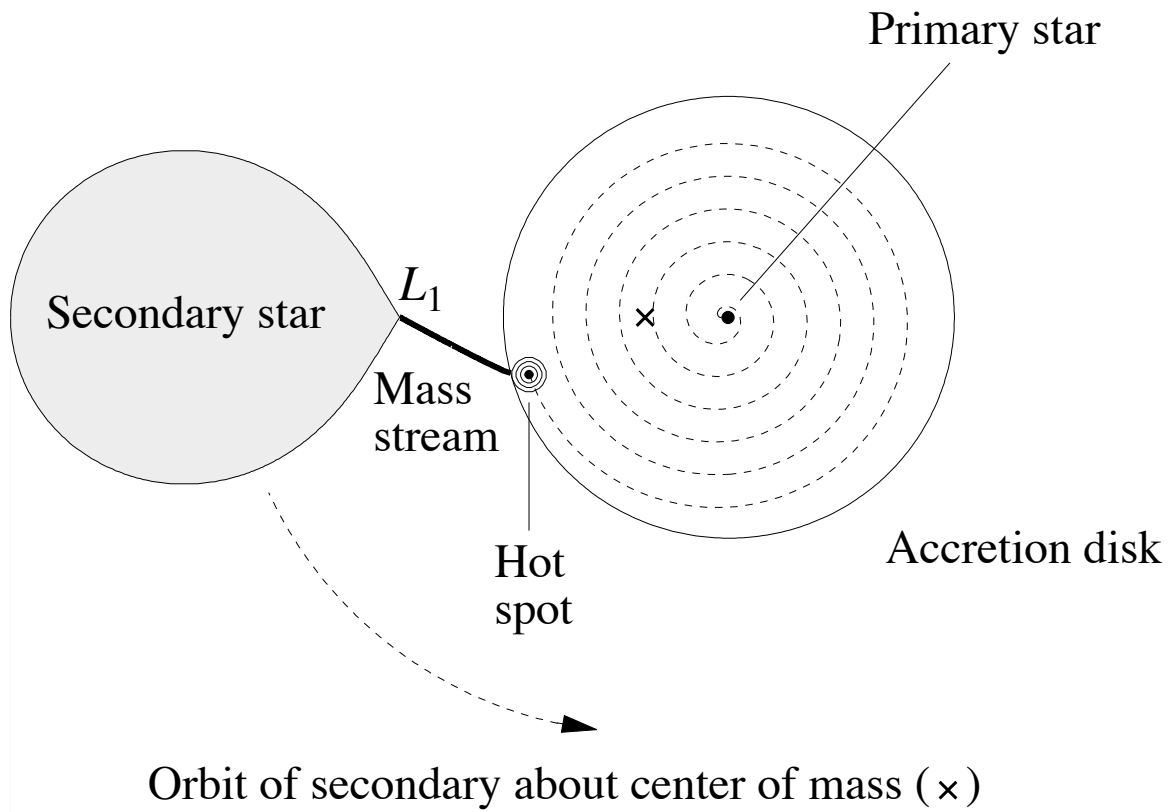 Primary star
Secondary star
L1
Mass
stream
Hot
spot
Accretion disk
Orbit of secondary about center of mass (×)